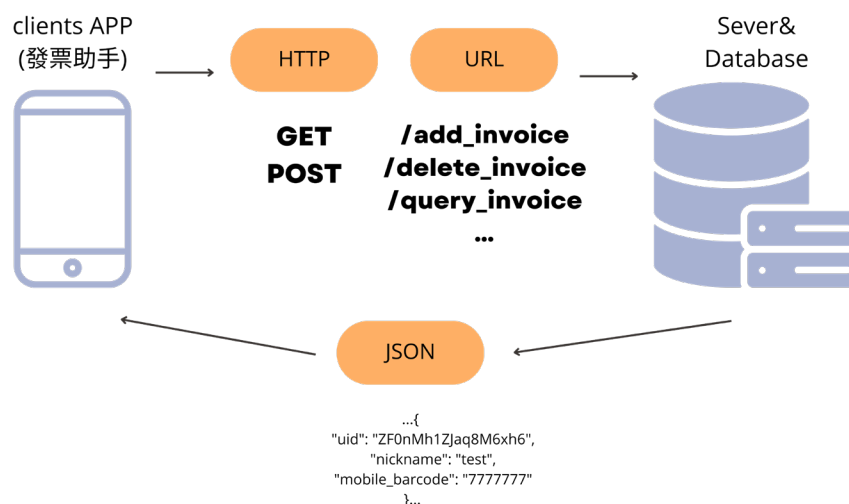 clients APP
(發票助手)
HTTP
URL
Sever&
Database
GET
POST
/add_invoice
/delete_invoice
/query_invoice
...
JSON
...{
"uid": "ZF0nMh1ZJaq8M6xh6",
"nickname": "test",
"mobile_barcode": "7777777"
}...